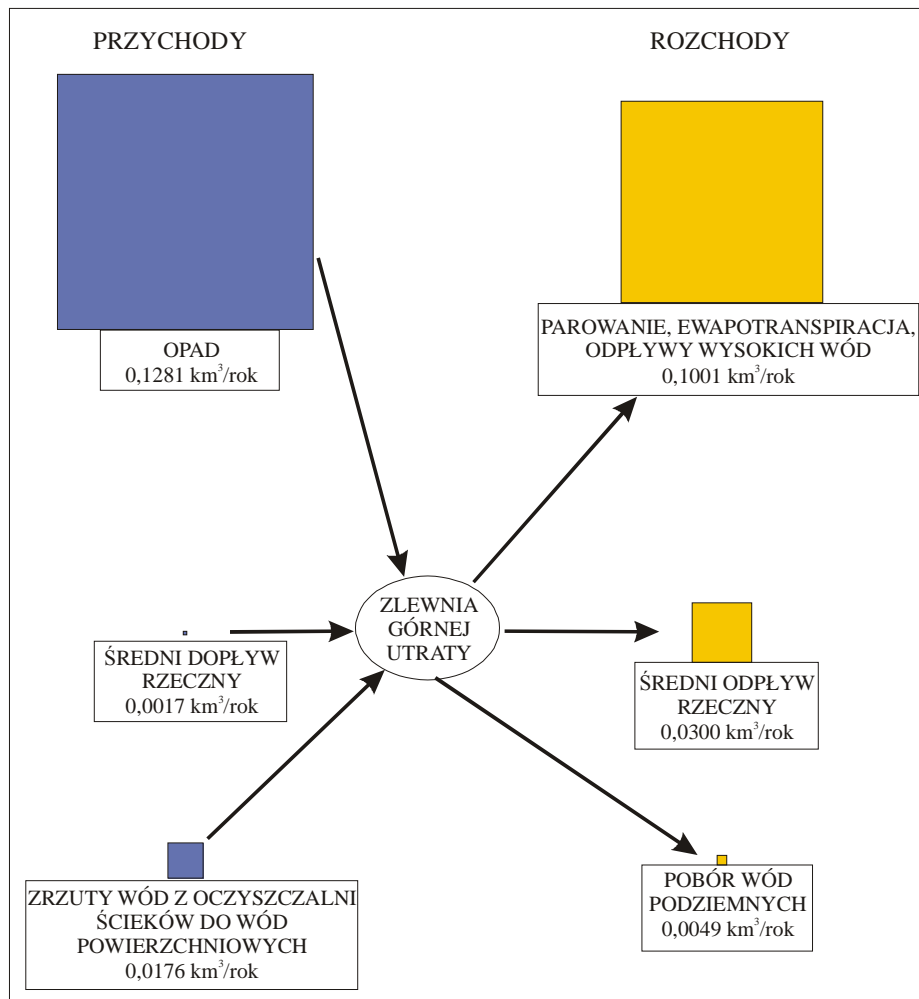 PRZYCHODY
ROZCHODY
OPAD
0,1281 km³/rok
PAROWANIE, EWAPOTRANSPIRACJA,
ODPŁYWY WYSOKICH WÓD
0,1001 km³/rok
ZLEWNIA
GÓRNEJ
UTRATY
ŚREDNI DOPŁYW
RZECZNY
0,0017 km³/rok
ŚREDNI ODPŁYW
RZECZNY
0,0300 km³/rok
ZRZUTY WÓD Z OCZYSZCZALNI
ŚCIEKÓW DO WÓD
POWIERZCHNIOWYCH
0,0176 km³/rok
POBÓR WÓD
PODZIEMNYCH
0,0049 km³/rok